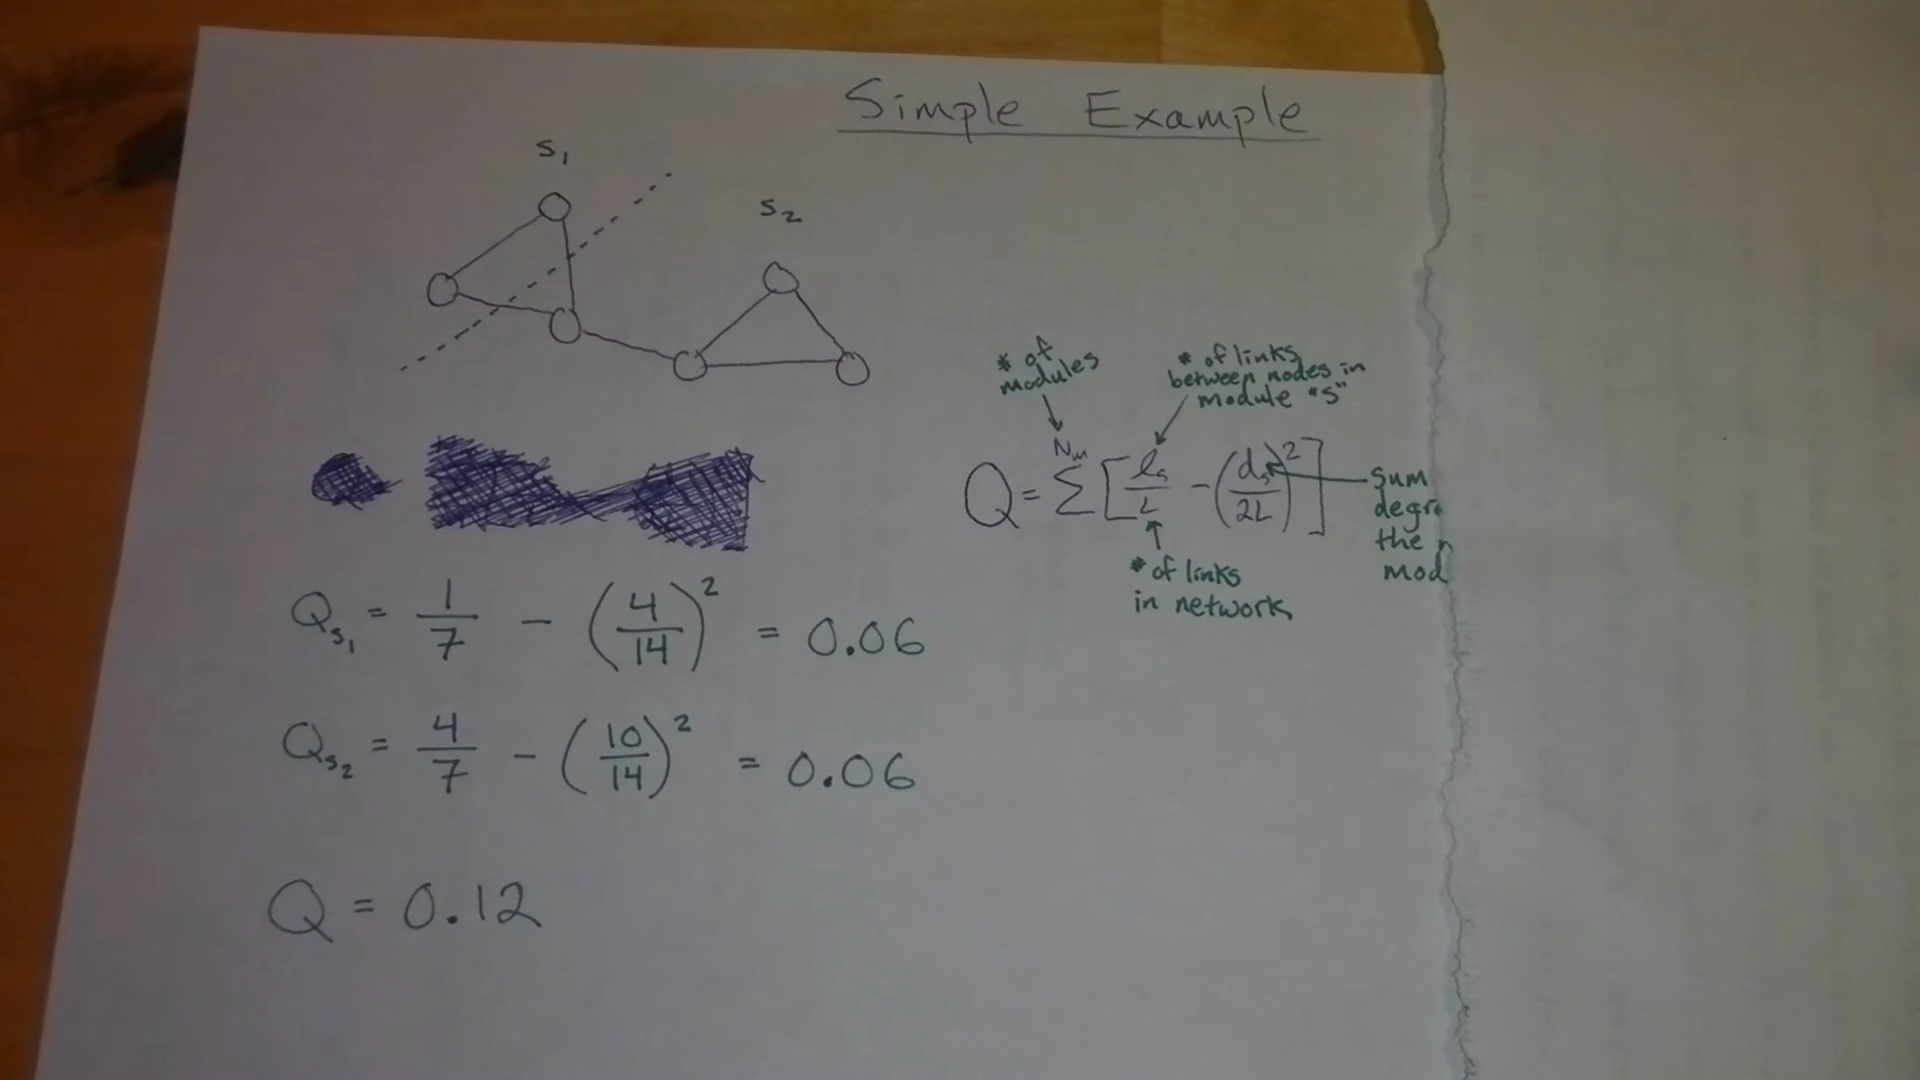 Simple Example
S₁
S₂
# of
modules
# of links
between nodes in
module "S"
Q = Σ^Nm [ ls/L - (ds/2L)² ]
sum
the
mod
# of links
in network
Qs₁ = 1/7 - (4/14)² = 0.06
Qs₂ = 4/7 - (10/14)² = 0.06
Q = 0.12